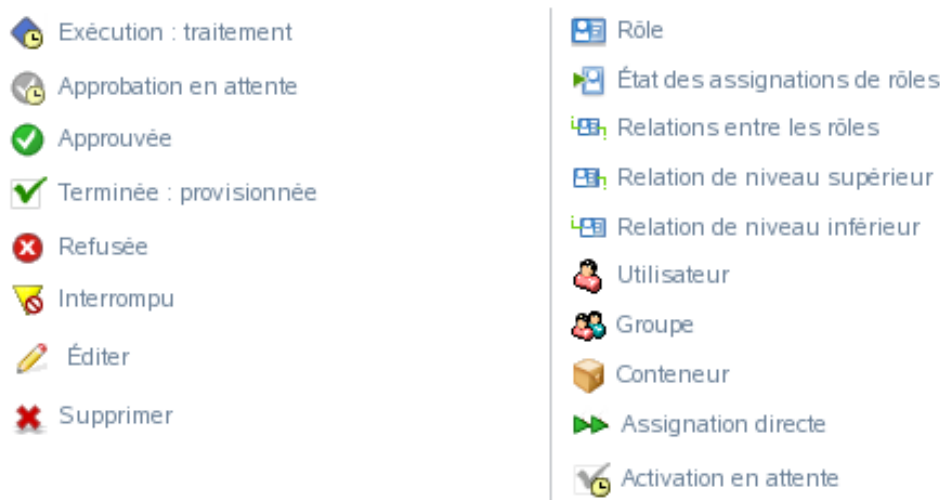 Exécution : traitement
Approbation en attente
Approuvée
Terminée : provisionnée
Refusée
Interrompu
Éditer
Supprimer
Rôle
État des assignations de rôles
Relations entre les rôles
Relation de niveau supérieur
Relation de niveau inférieur
Utilisateur
Groupe
Conteneur
Assignation directe
Activation en attente